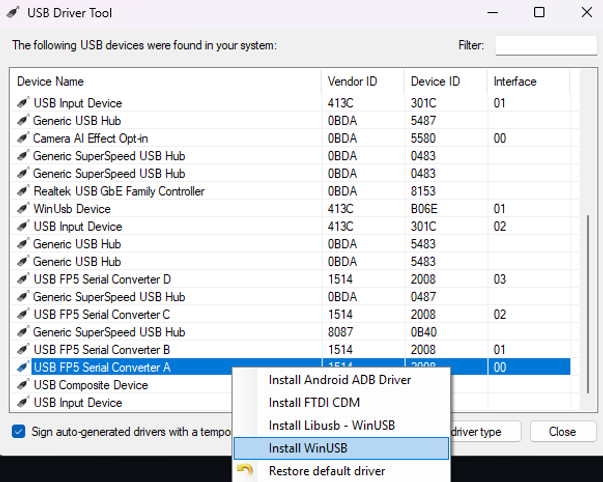 USB Driver Tool
The following USB devices were found in your system: Filter:
Device Name Vendor ID Device ID Interface
USB Input Device 413C 301C 01
Generic USB Hub 0BDA 5487
Camera AI Effect Opt-in 0BDA 5580 00
Generic SuperSpeed USB Hub 0BDA 0483
Generic SuperSpeed USB Hub 0BDA 0483
Realtek USB GbE Family Controller 0BDA 8153
WinUsb Device 413C B06E 01
USB Input Device 413C 301C 02
Generic USB Hub 0BDA 5483
Generic USB Hub 0BDA 5483
USB FP5 Serial Converter D 1514 2008 03
Generic SuperSpeed USB Hub 0BDA 0487
USB FP5 Serial Converter C 1514 2008 02
Generic SuperSpeed USB Hub 8087 0B40
USB FP5 Serial Converter B 1514 2008 01
USB FP5 Serial Converter A 1514 2008 00
Install Android ADB Driver
USB Composite Device
Install FTDI CDM
USB Input Device
Install Libusb - WinUSB
Sign auto-generated drivers with a tempo driver type Close
Install WinUSB
Restore default driver